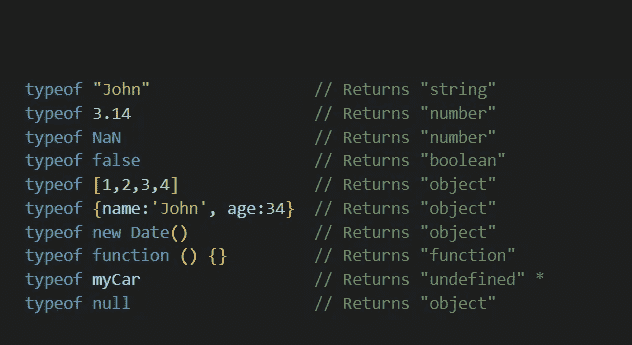 typeof "John" // Returns "string"
typeof 3.14 // Returns "number"
typeof NaN // Returns "number"
typeof false // Returns "boolean"
typeof [1,2,3,4] // Returns "object"
typeof {name:'John', age:34} // Returns "object"
typeof new Date() // Returns "object"
typeof function () {} // Returns "function"
typeof myCar // Returns "undefined" *
typeof null // Returns "object"